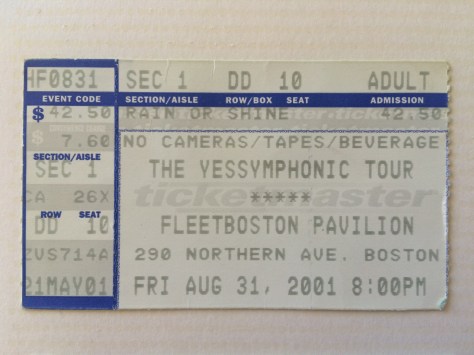 HF0831 SEC 1 DD 10 ADULT
EVENT CODE SECTION/AISLE ROW/BOX SEAT ADMISSION
$ 42.50 RAIN OR SHINE 42.50
$ 7.60 NO CAMERAS/TAPES/BEVERAGE
SECTION/AISLE
SEC 1 THE YESSYMPHONIC TOUR
ticketmaster
CA 26X *****
ROW SEAT
DD 10 FLEETBOSTON PAVILION
ZVS714A 290 NORTHERN AVE. BOSTON
21MAY01 FRI AUG 31, 2001 8:00PM